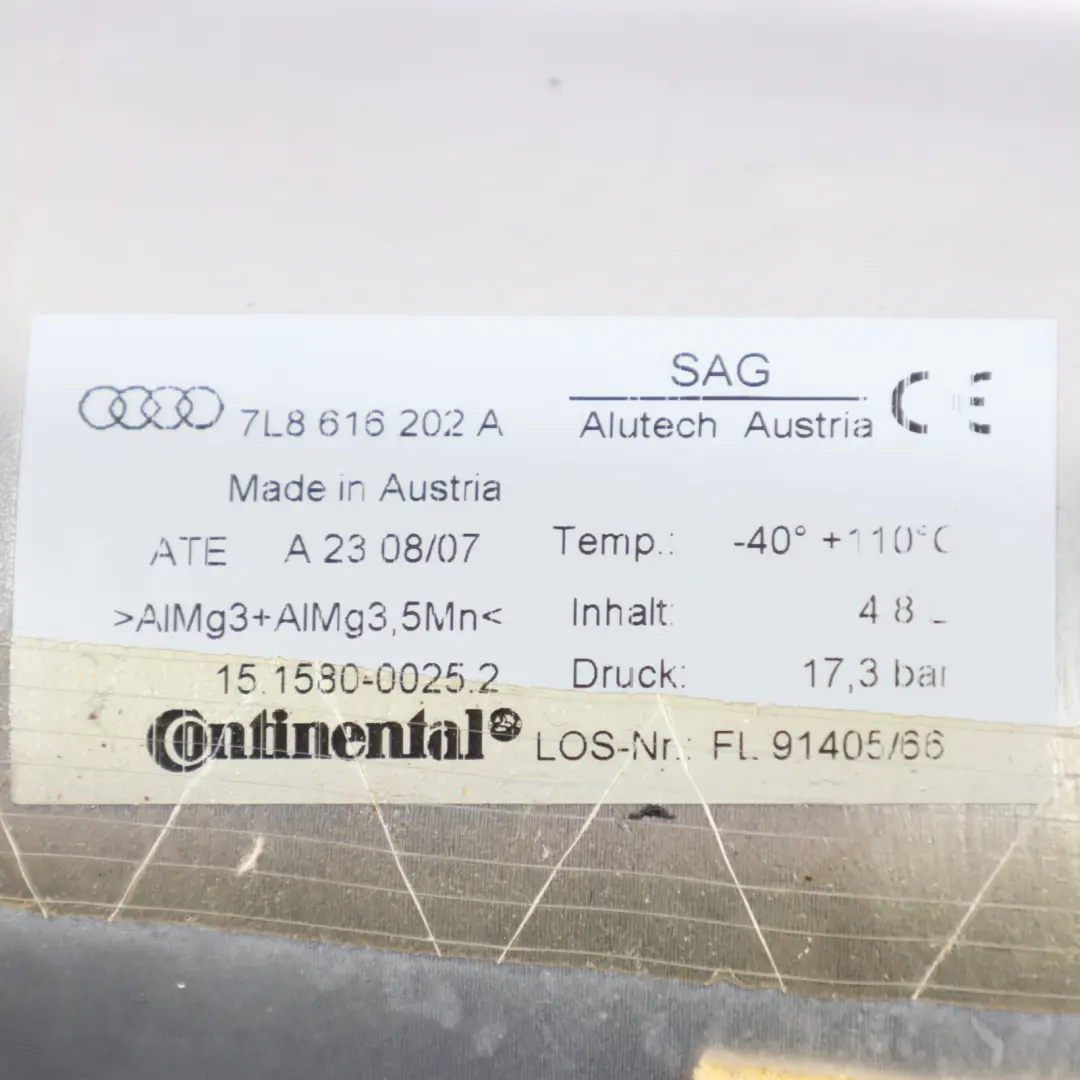 SAG
7L8 616 202 A
Alutech Austria CE
Made in Austria
ATE A 23 08/07
Temp.: -40° +110°C
>AlMg3+AlMg3,5Mn<
Inhalt: 4 8
15.1580-0025.2
Druck: 17,3 bar
Continental
LOS-Nr.: FL 91405/66